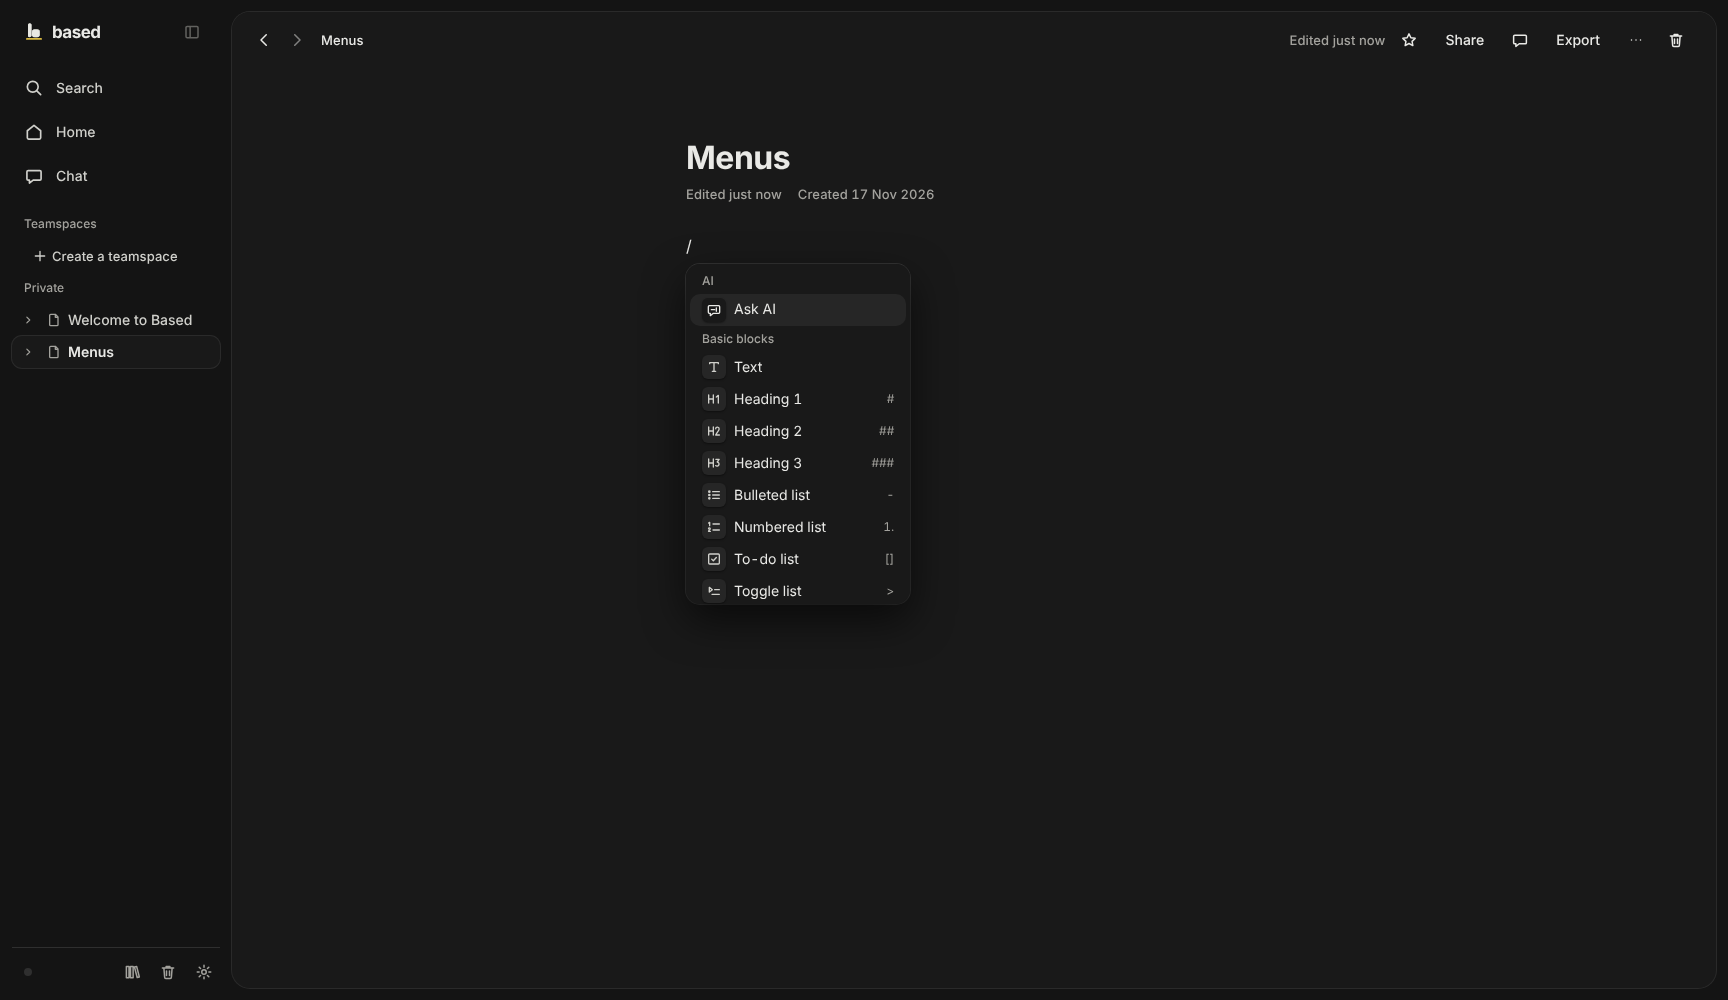 based
Search
Home
Chat
Teamspaces
Create a teamspace
Private
Welcome to Based
Menus
Menus
Edited just now
Share
Export
Menus
Edited just now Created 17 Nov 2026
/
AI
Ask AI
Basic blocks
Text
H1 Heading 1 #
H2 Heading 2 ##
H3 Heading 3 ###
Bulleted list -
Numbered list 1.
To-do list []
Toggle list >